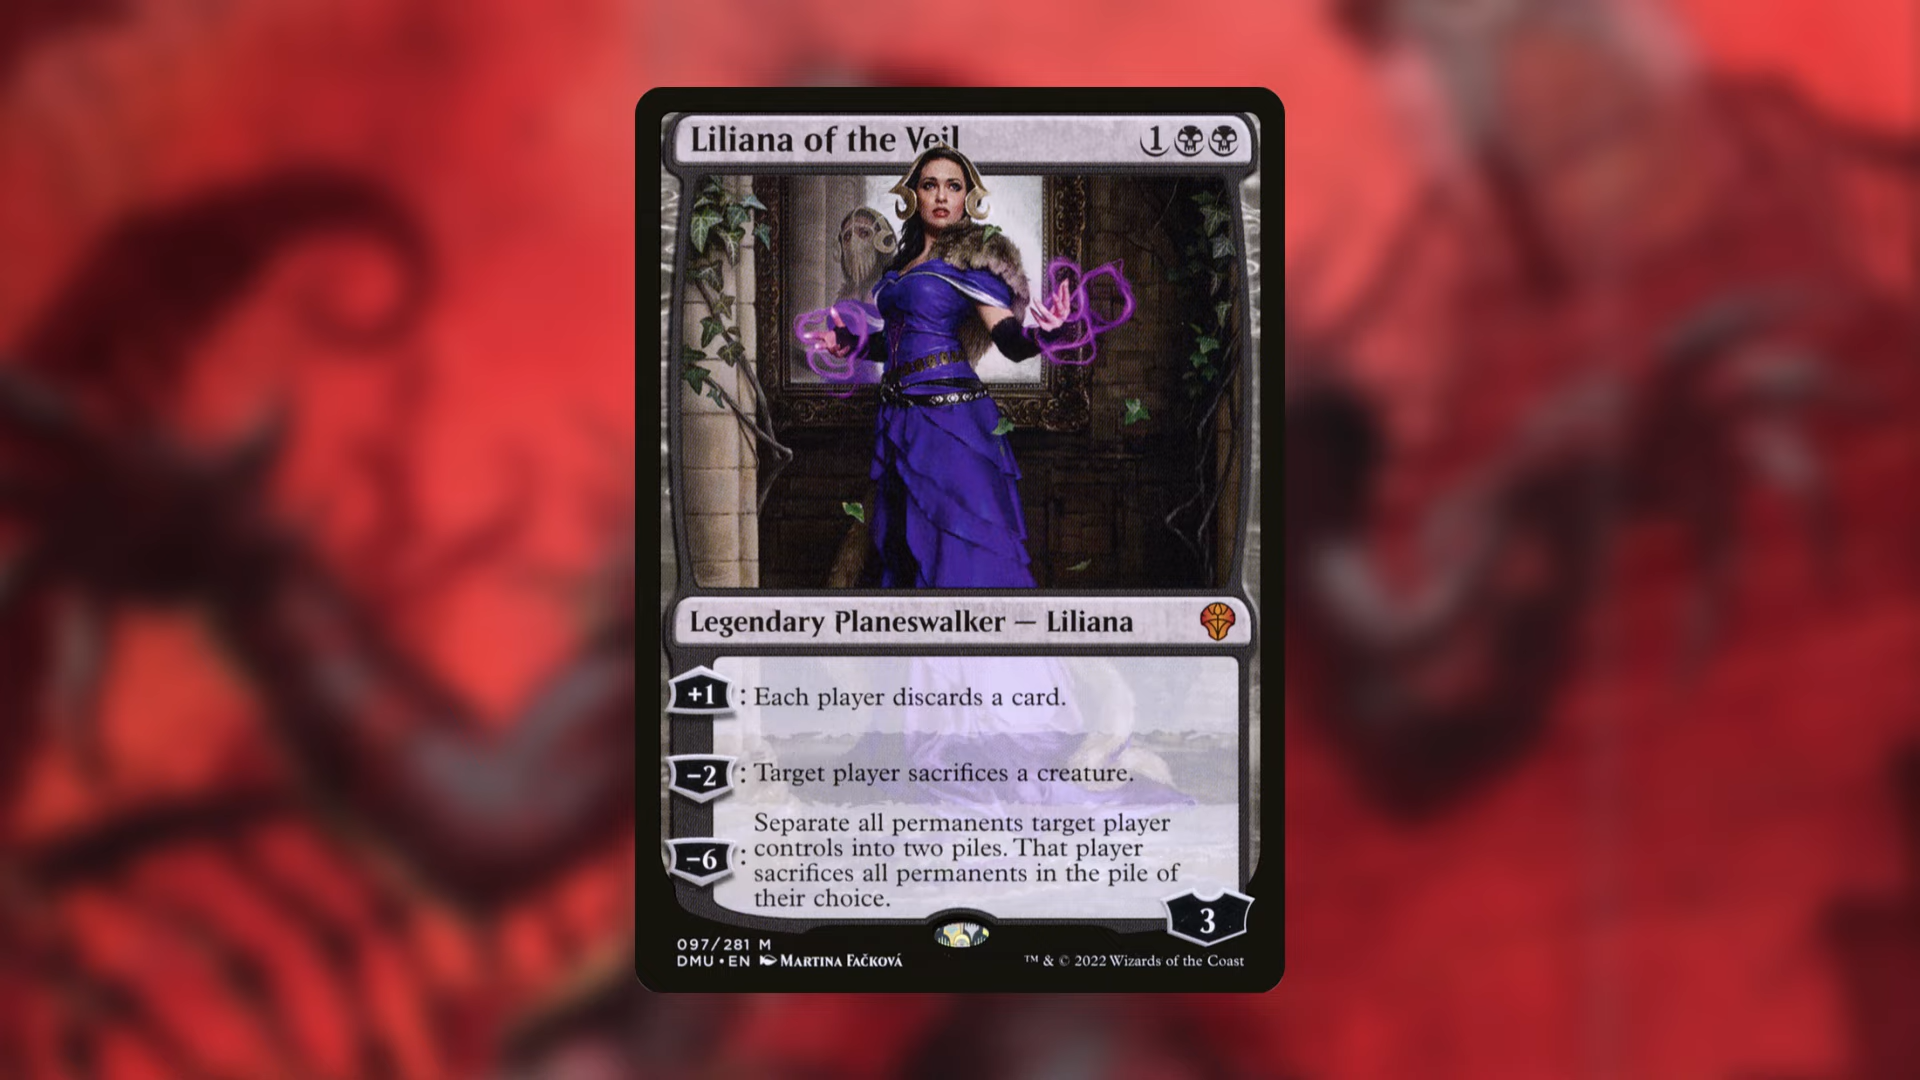 Liliana of the Veil
1
Legendary Planeswalker — Liliana
+1 : Each player discards a card.
−2 : Target player sacrifices a creature.
Separate all permanents target player
−6 : controls into two piles. That player
sacrifices all permanents in the pile of
their choice.
3
097/281 M
DMU • EN MARTINA FAČKOVÁ
™ & © 2022 Wizards of the Coast